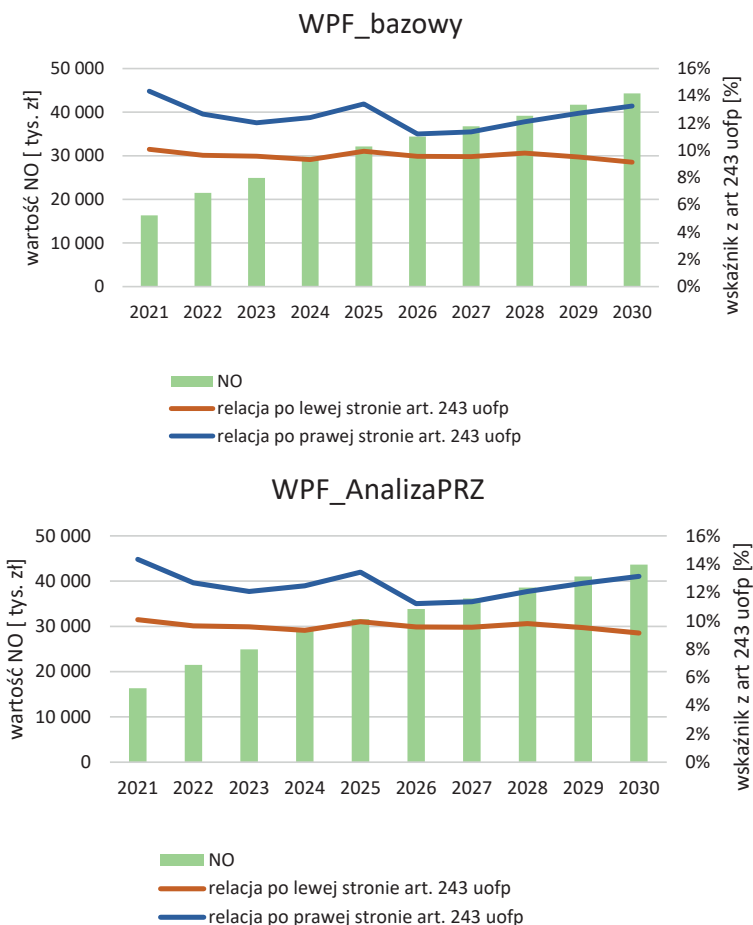 WPF_bazowy
50 000
40 000
30 000
20 000
10 000
0
wartość NO [ tys. zł]
16%
14%
12%
10%
8%
6%
4%
2%
0%
wskaźnik z art 243 uofp [%]
2021 2022 2023 2024 2025 2026 2027 2028 2029 2030
NO
relacja po lewej stronie art. 243 uofp
relacja po prawej stronie art. 243 uofp
WPF_AnalizaPRZ
50 000
40 000
30 000
20 000
10 000
0
wartość NO [ tys. zł]
16%
14%
12%
10%
8%
6%
4%
2%
0%
wskaźnik z art 243 uofp [%]
2021 2022 2023 2024 2025 2026 2027 2028 2029 2030
NO
relacja po lewej stronie art. 243 uofp
relacja po prawej stronie art. 243 uofp